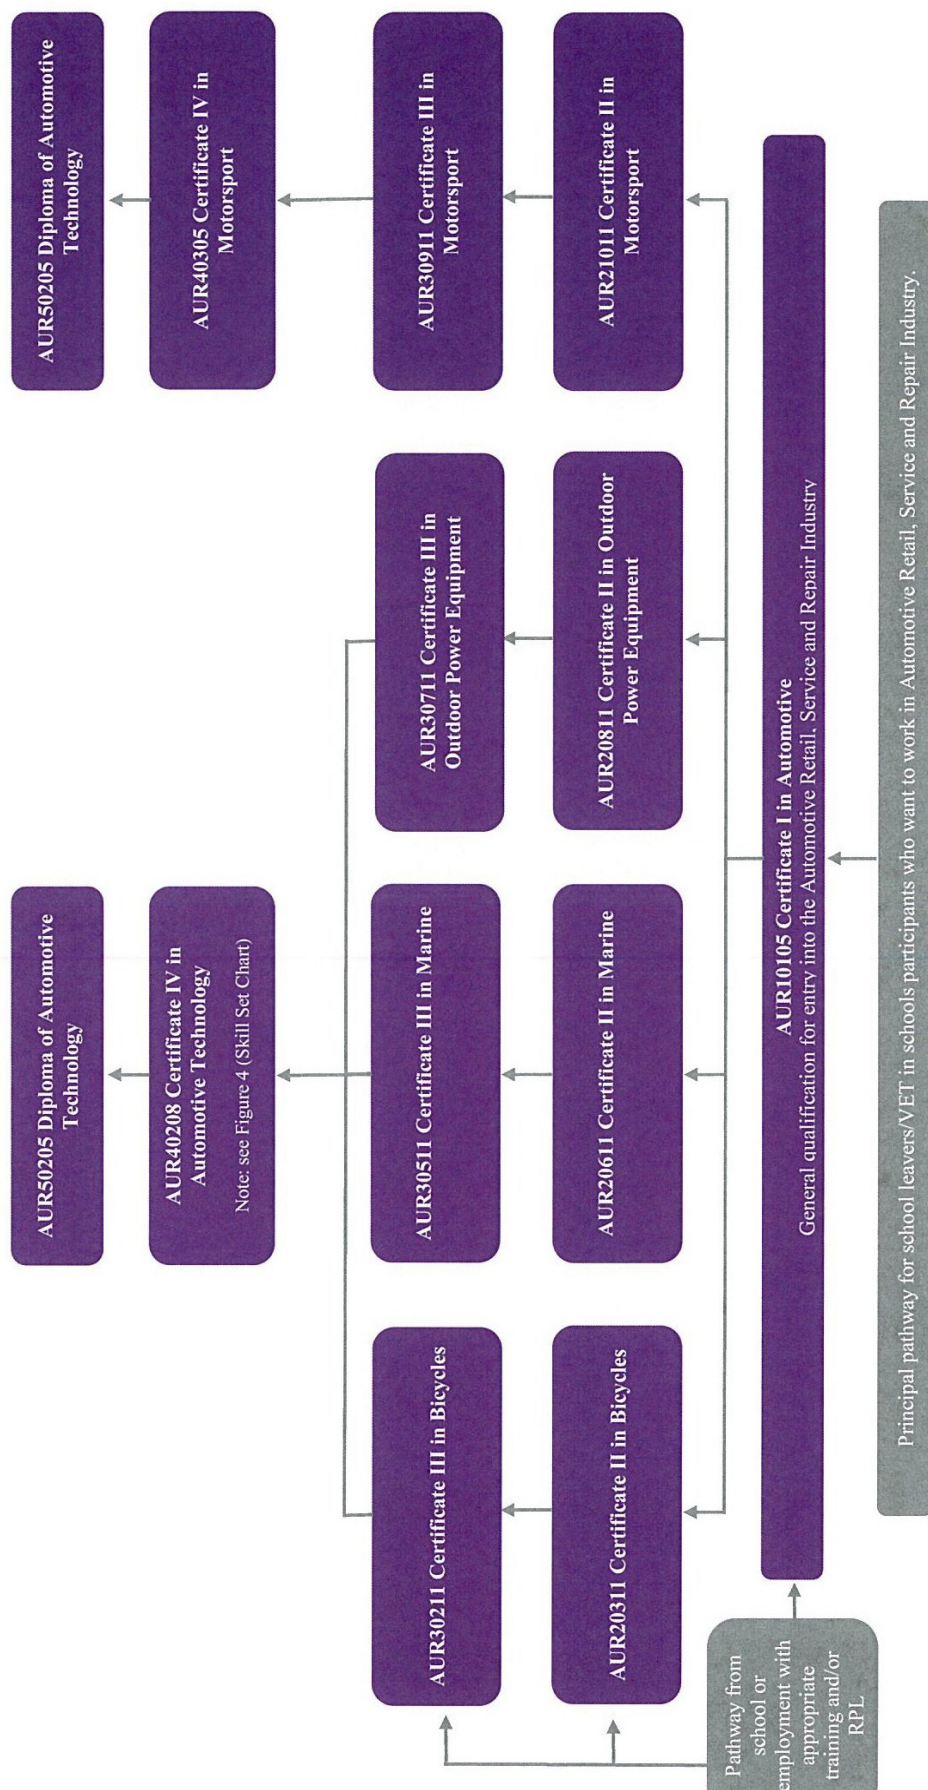 AUR50205 Diploma of Automotive
Technology
AUR50205 Diploma of Automotive
Technology
AUR40208 Certificate IV in
Automotive Technology
Note: see Figure 4 (Skill Set Chart)
AUR40305 Certificate IV in
Motorsport
AUR30211 Certificate III in Bicycles
AUR30511 Certificate III in Marine
AUR30711 Certificate III in
Outdoor Power Equipment
AUR30911 Certificate III in
Motorsport
AUR20311 Certificate II in Bicycles
AUR20611 Certificate II in Marine
AUR20811 Certificate II in Outdoor
Power Equipment
AUR21011 Certificate II in
Motorsport
Pathway from
school or
employment with
appropriate
training and/or
RPL
AUR10105 Certificate I in Automotive
General qualification for entry into the Automotive Retail, Service and Repair Industry
Principal pathway for school leavers/VET in schools participants who want to work in Automotive Retail, Service and Repair Industry.